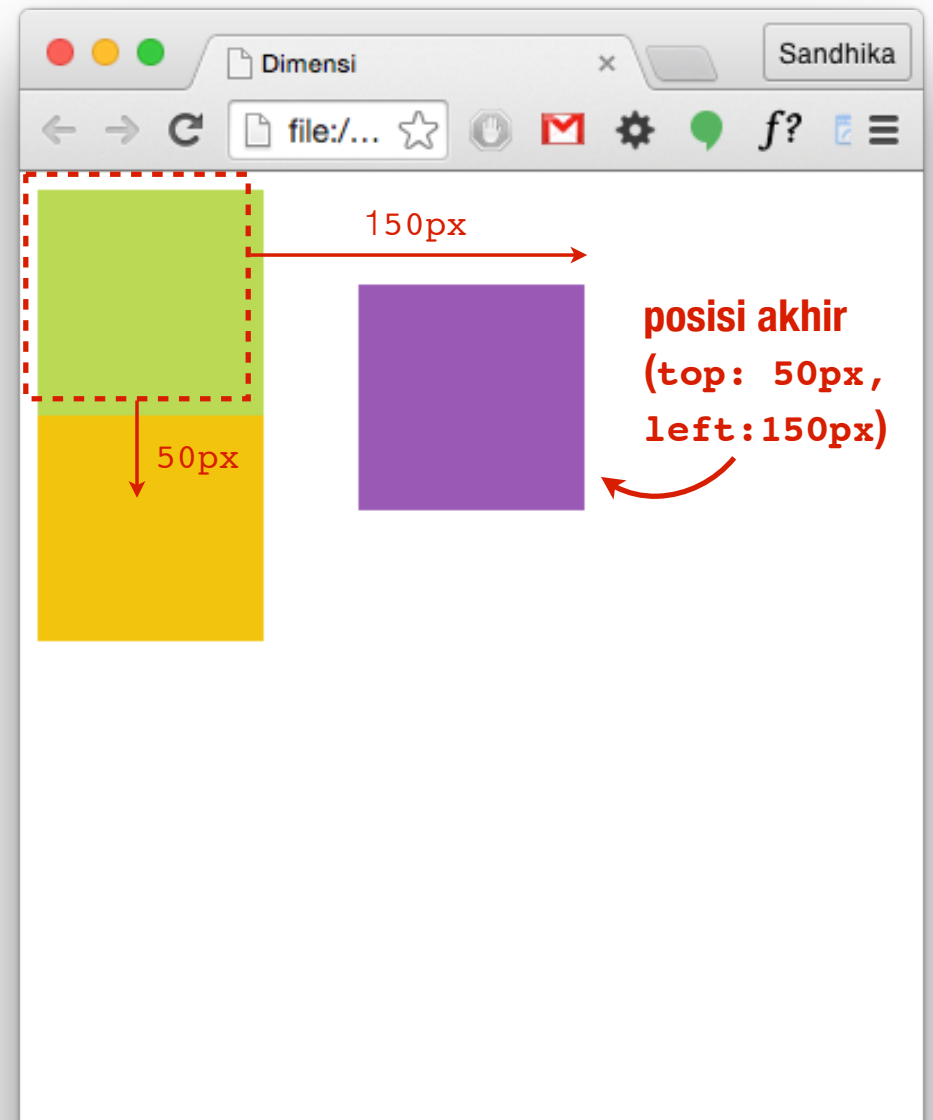 Dimensi
Sandhika
file:/...
f?
150px
posisi akhir
(top: 50px,
left:150px)
50px